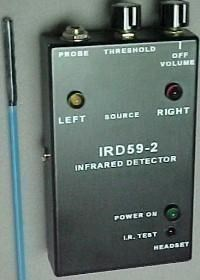 PROBE THRESHOLD OFF
VOLUME
LEFT SOURCE RIGHT
IRD59-2
INFRARED DETECTOR
POWER ON
I.R. TEST
HEADSET